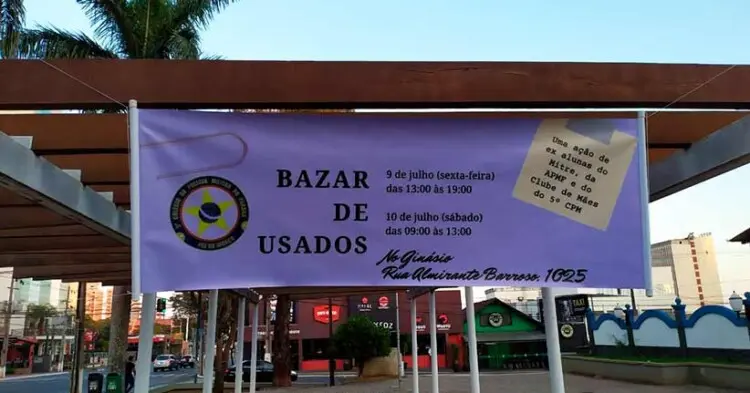 BAZAR
DE
USADOS
9 de julho (sexta-feira)
das 13:00 às 19:00
10 de julho (sábado)
das 09:00 às 13:00
No Ginásio
Rua Almirante Barroso, 1025
Uma ação de
ex alunas do
Mitre, da
APMF e do
Clube de Mães
do 5º CPM
TAXI